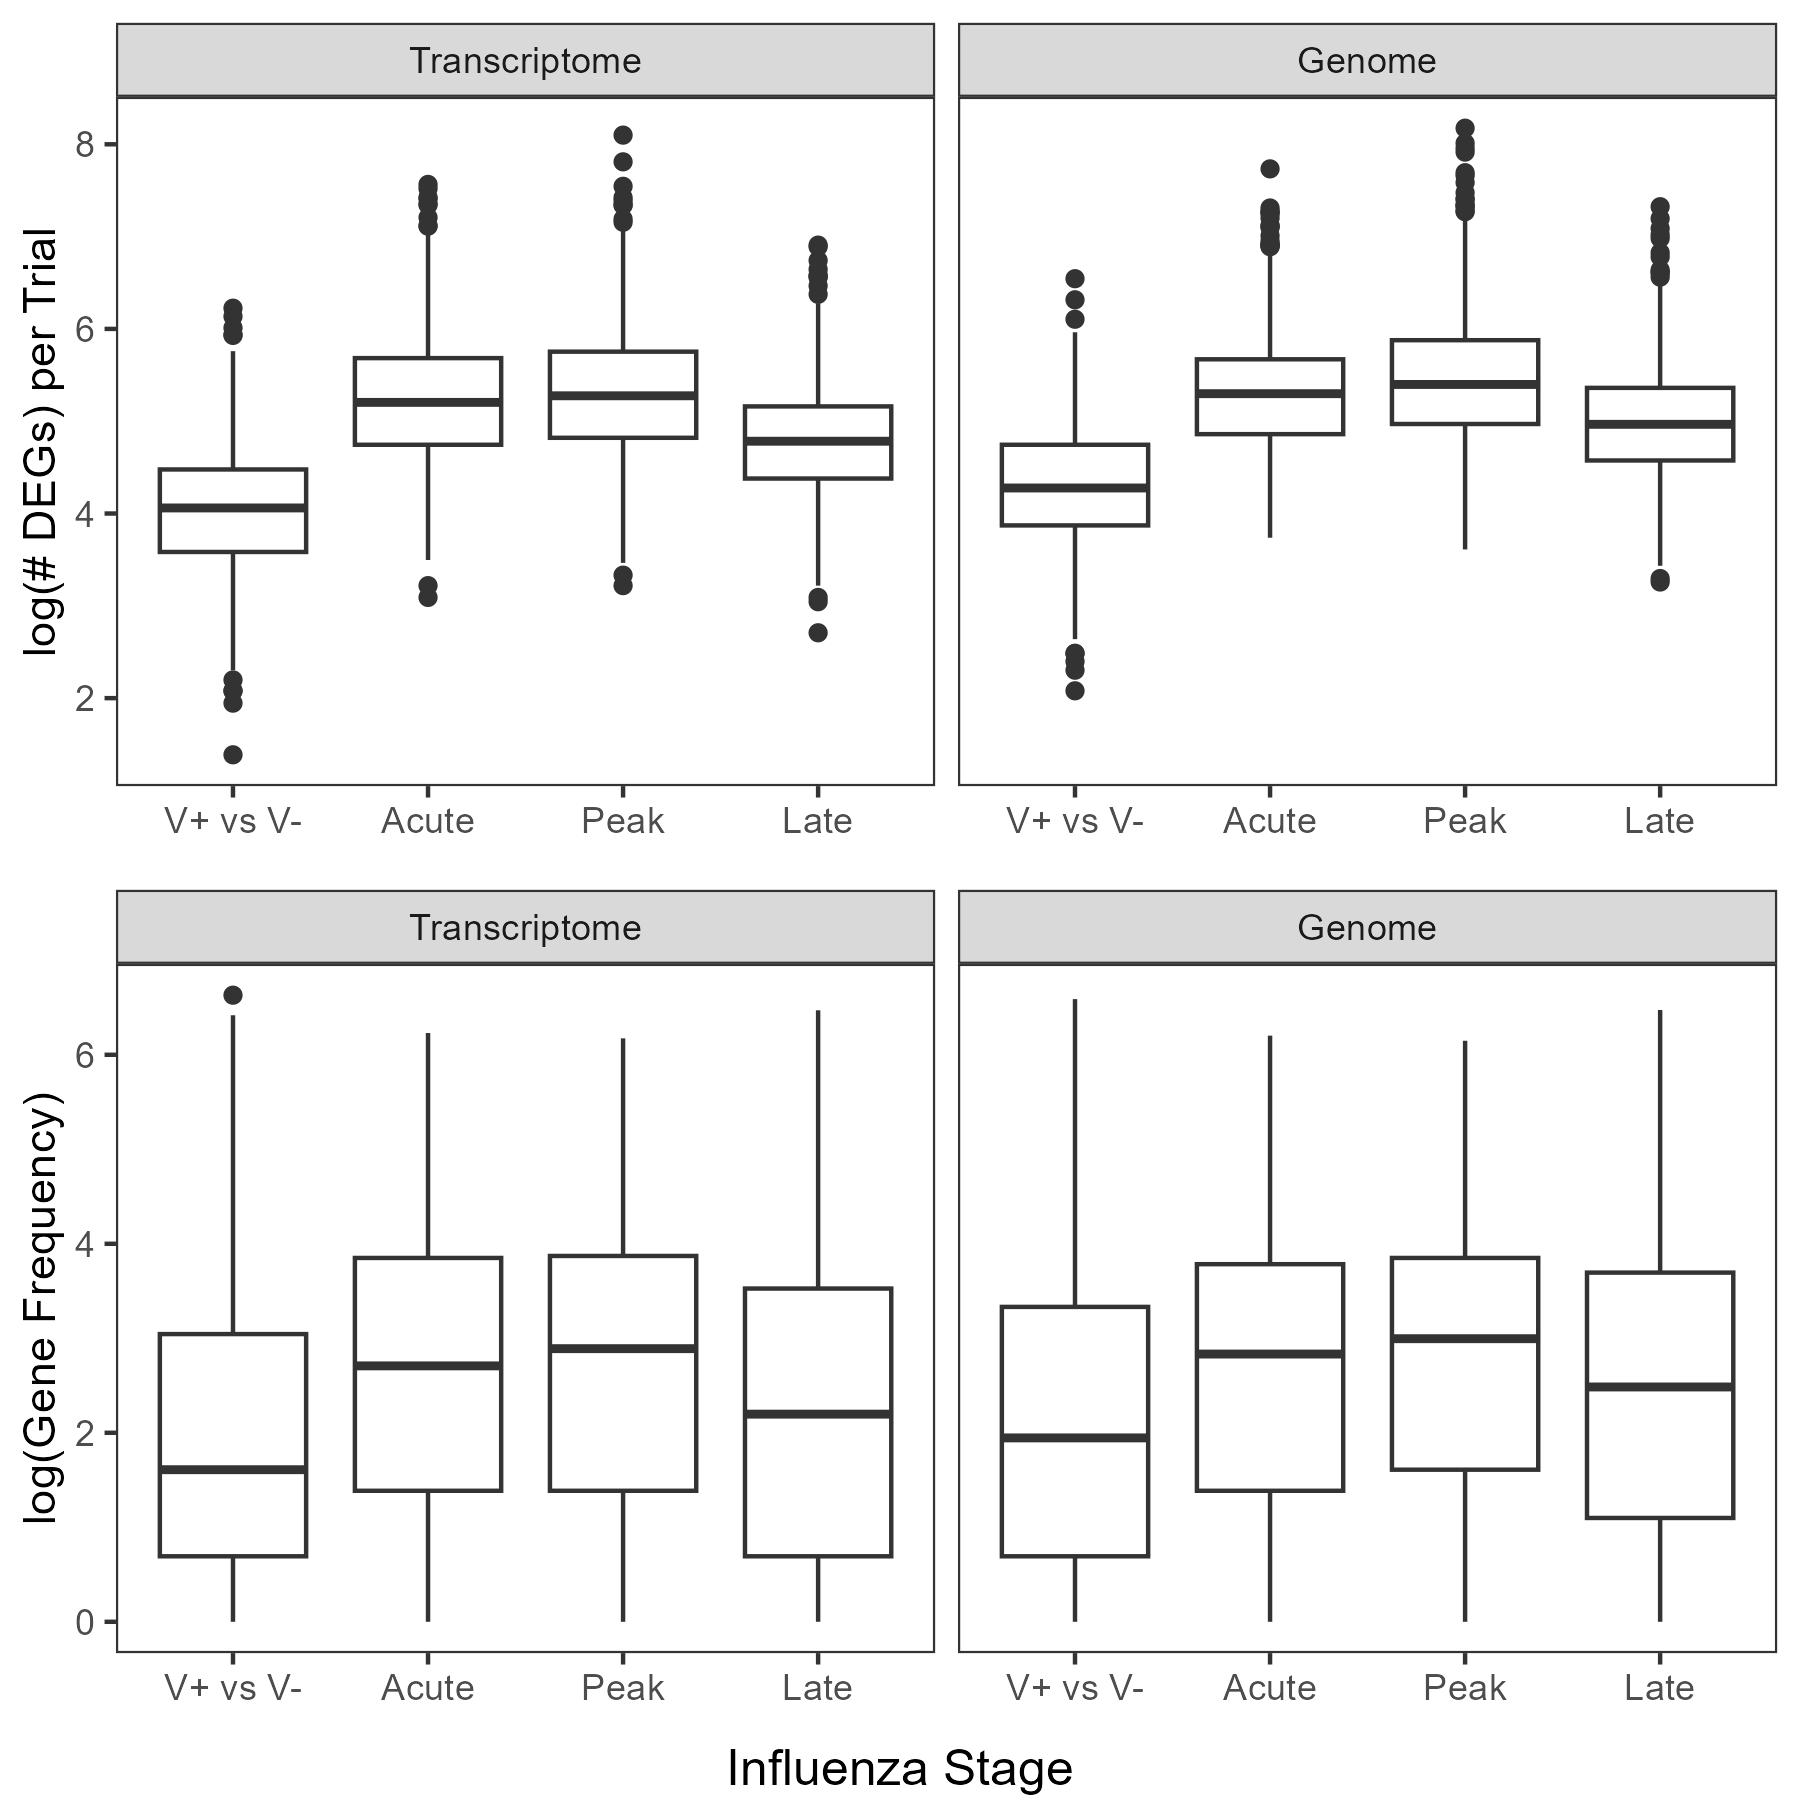 Transcriptome Genome
log(# DEGs) per Trial
8
6
4
2
V+ vs V- Acute Peak Late V+ vs V- Acute Peak Late
Transcriptome Genome
log(Gene Frequency)
6
4
2
0
V+ vs V- Acute Peak Late V+ vs V- Acute Peak Late
Influenza Stage